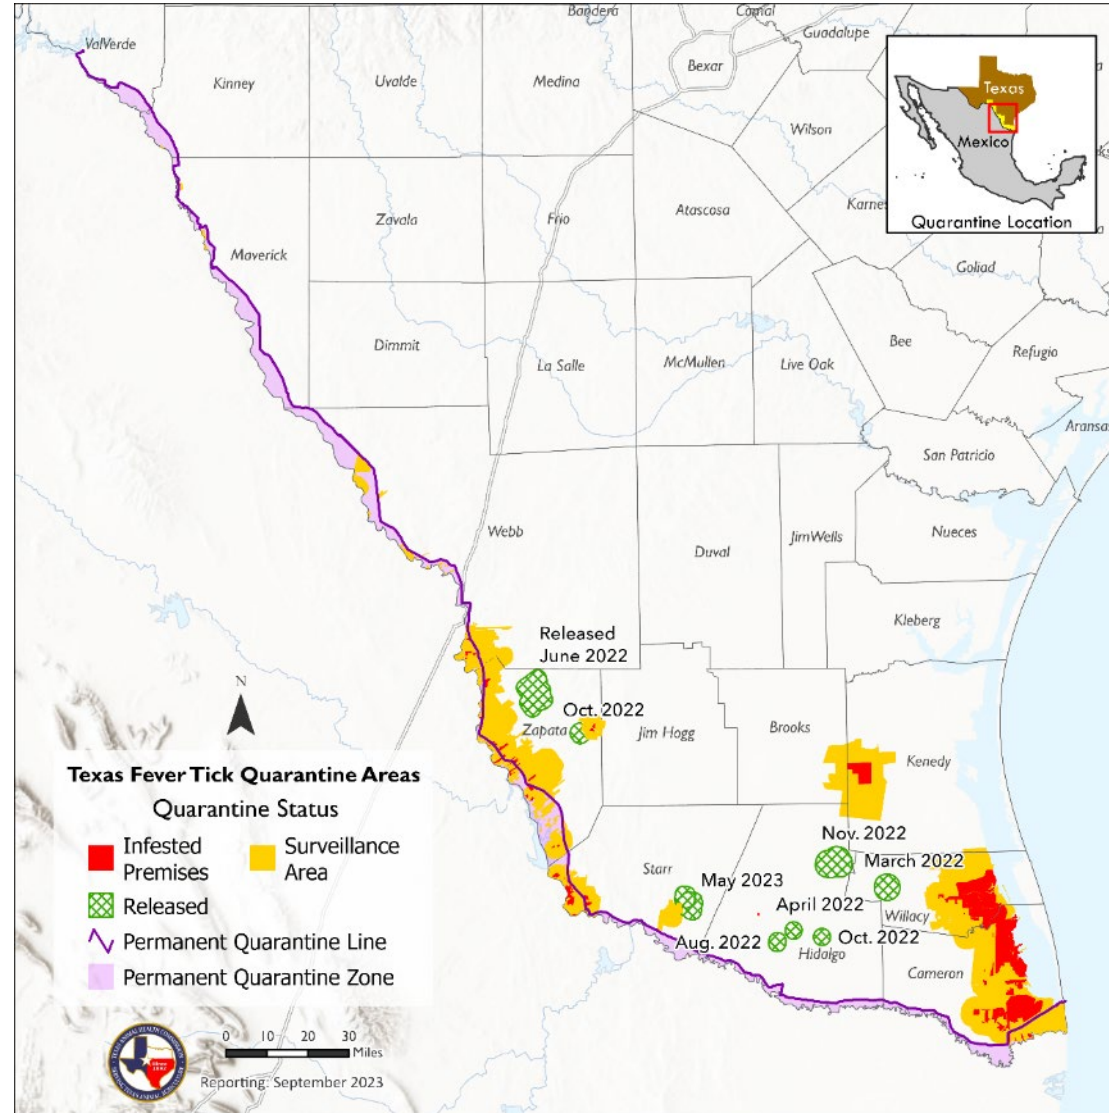 Bandera
Comal
ValVerde
Kinney
Uvalde
Medina
Bexar
Guadalupe
Wilson
Karnes
Texas
Mexico
Quarantine Location
Zavala
Frio
Atascosa
Maverick
Goliad
Dimmit
La Salle
McMullen
Live Oak
Bee
Refugio
Aransas
San Patricio
Webb
Duval
JimWells
Nueces
Kleberg
Released
June 2022
Oct. 2022
Zapata
Jim Hogg
Brooks
Kenedy
N
Texas Fever Tick Quarantine Areas
Quarantine Status
Infested
Premises
Surveillance
Area
Released
Permanent Quarantine Line
Permanent Quarantine Zone
Nov. 2022
March 2022
Starr
May 2023
April 2022
Willacy
Aug. 2022
Oct. 2022
Hidalgo
Cameron
0 10 20 30
Miles
Reporting: September 2023